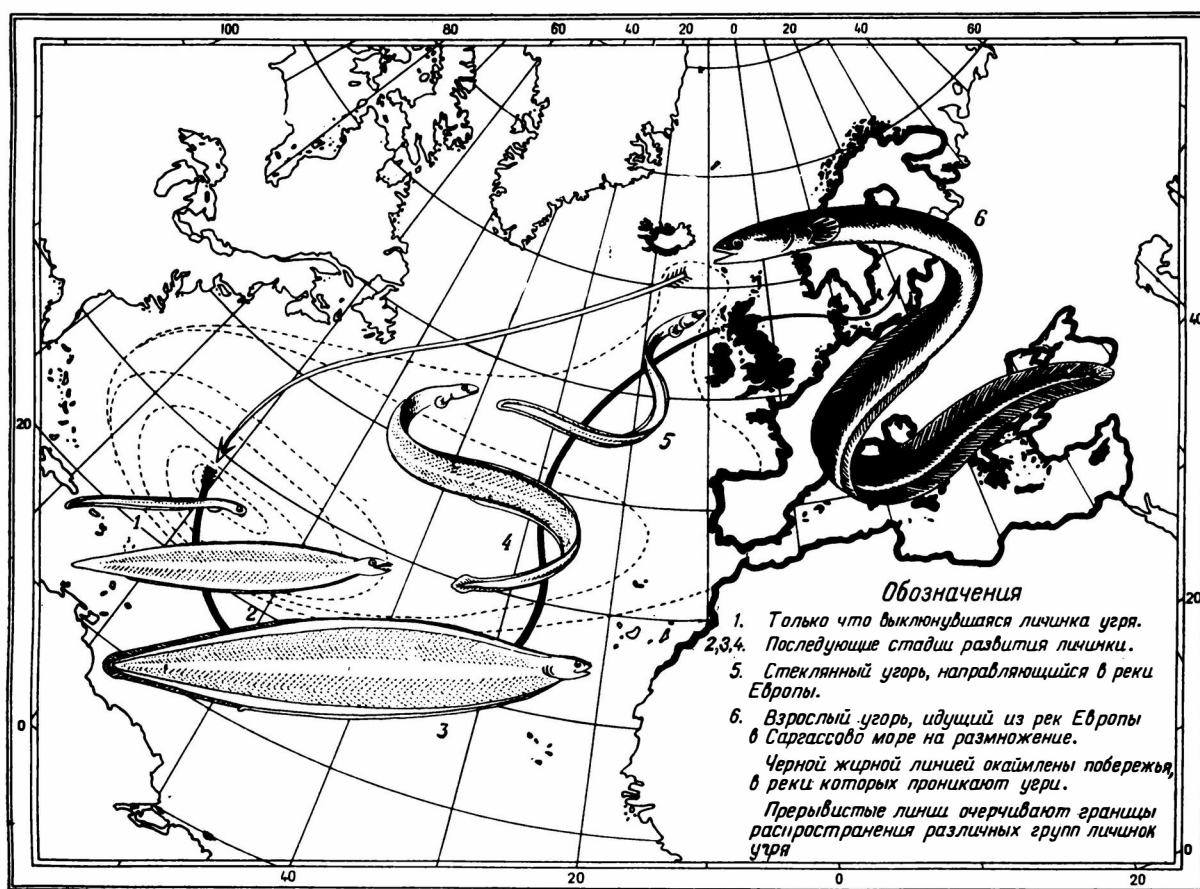 100 80 60 40 20 0 20 40 60
6
40
20
5
1
4
20
2
3
0
0
40 20 0 20
Обозначения
1. Только что выклюнувшаяся личинка угря.
2,3,4. Последующие стадии развития личинки.
5. Стеклянный угорь, направляющийся в реки
Европы.
6. Взрослый угорь, идущий из рек Европы
в Саргассово море на размножение.
Черной жирной линией окаймлены побережья,
в реки которых проникают угри.
Прерывистые линии очерчивают границы
распространения различных групп личинок
угря